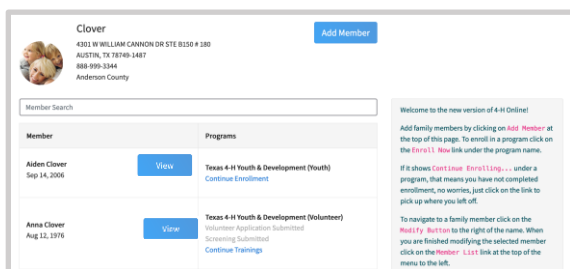 Clover
4301 W WILLIAM CANNON DR STE B150 # 180
AUSTIN, TX 78749-1487
888-999-3344
Anderson County
Add Member
Member Search
Member
Programs
Aiden Clover
Sep 14, 2006
View
Texas 4-H Youth & Development (Youth)
Continue Enrollment
Anna Clover
Aug 12, 1976
View
Texas 4-H Youth & Development (Volunteer)
Volunteer Application Submitted
Screening Submitted
Continue Trainings
Welcome to the new version of 4-H Online!
Add family members by clicking on Add Member at
the top of this page. To enroll in a program click on
the Enroll Now link under the program name.
If it shows Continue Enrolling... under a
program, that means you have not completed
enrollment, no worries, just click on the link to
pick up where you left off.
To navigate to a family member click on the
Modify Button to the right of the name. When
you are finished modifying the selected member
click on the Member List link at the top of the
menu to the left.